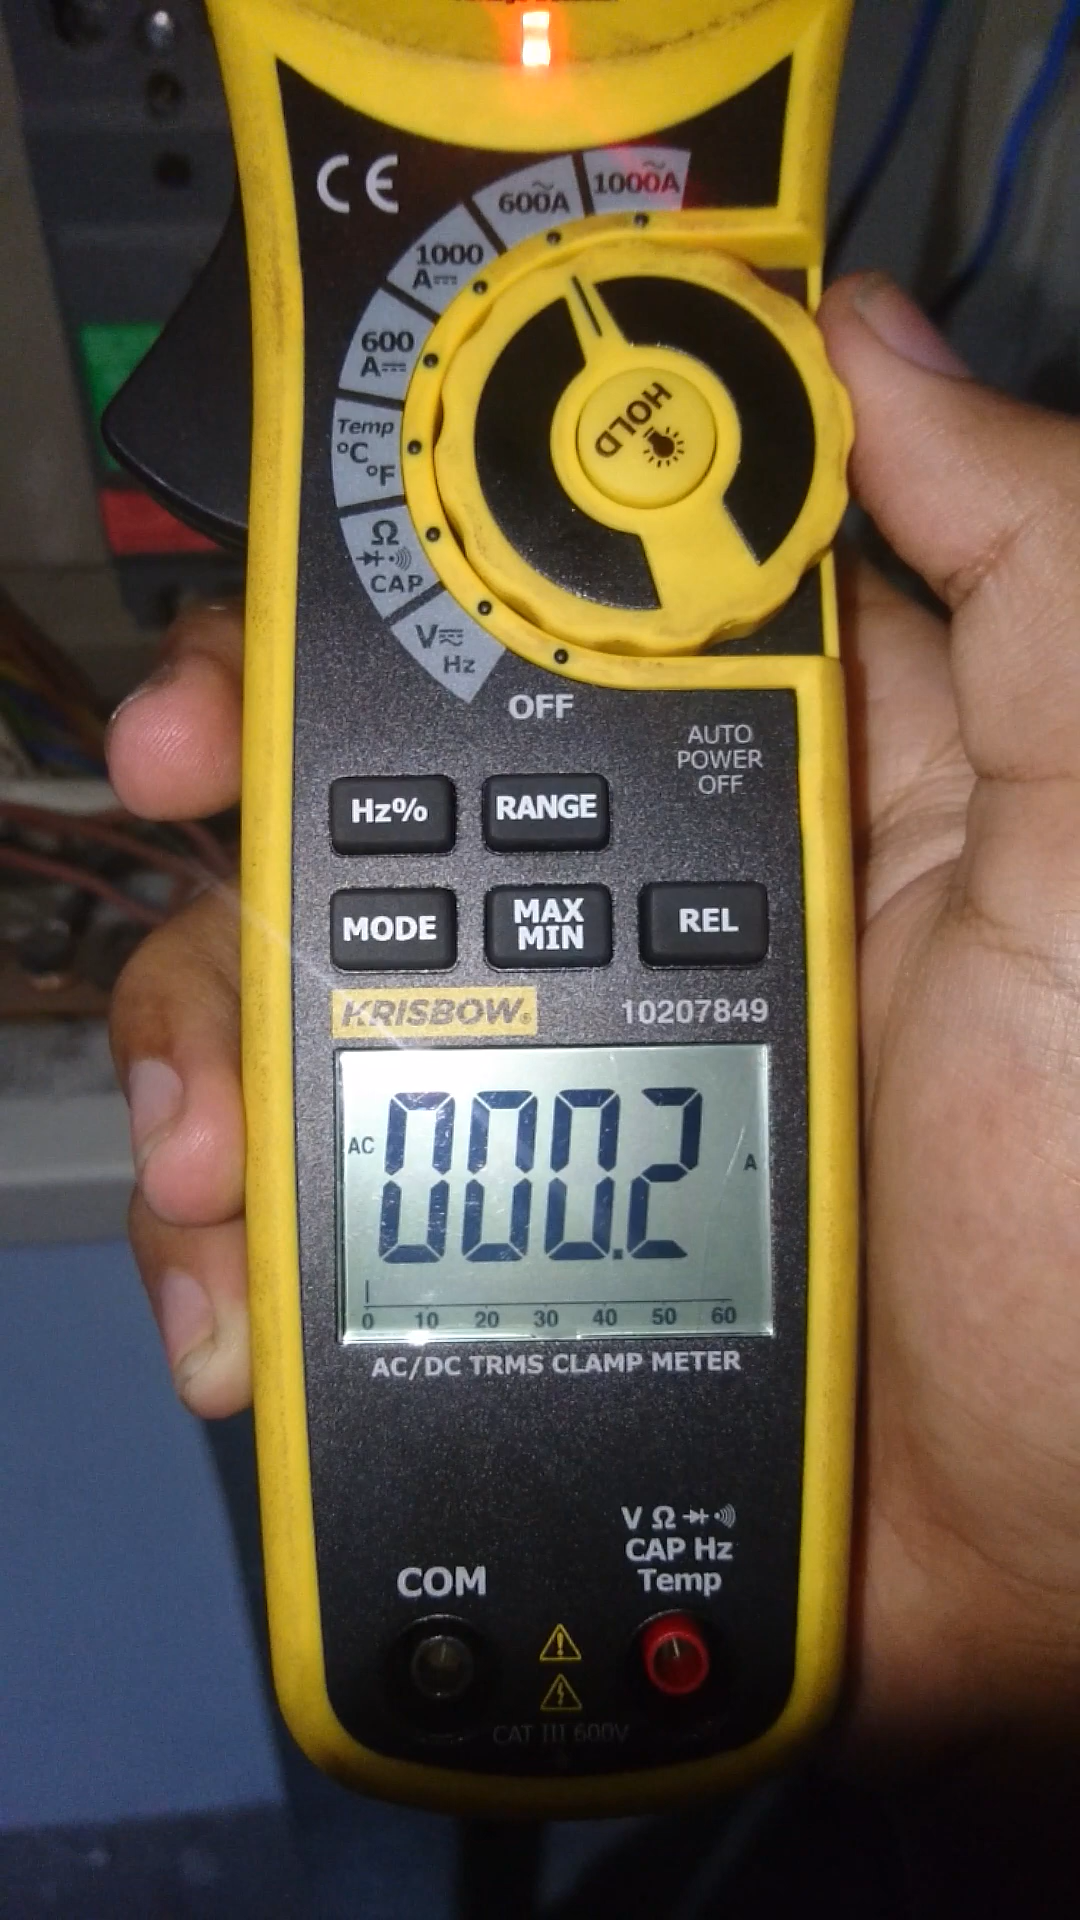 CE
600A
1000A
1000
A
600
A
Temp
°C
°F
HOLD
Ω
CAP
V
Hz
OFF
AUTO
POWER
OFF
Hz%
RANGE
MODE
MAX
MIN
REL
KRISBOW®
10207849
AC
000.2
A
0 10 20 30 40 50 60
AC/DC TRMS CLAMP METER
V Ω
CAP Hz
Temp
COM
CAT III 600V